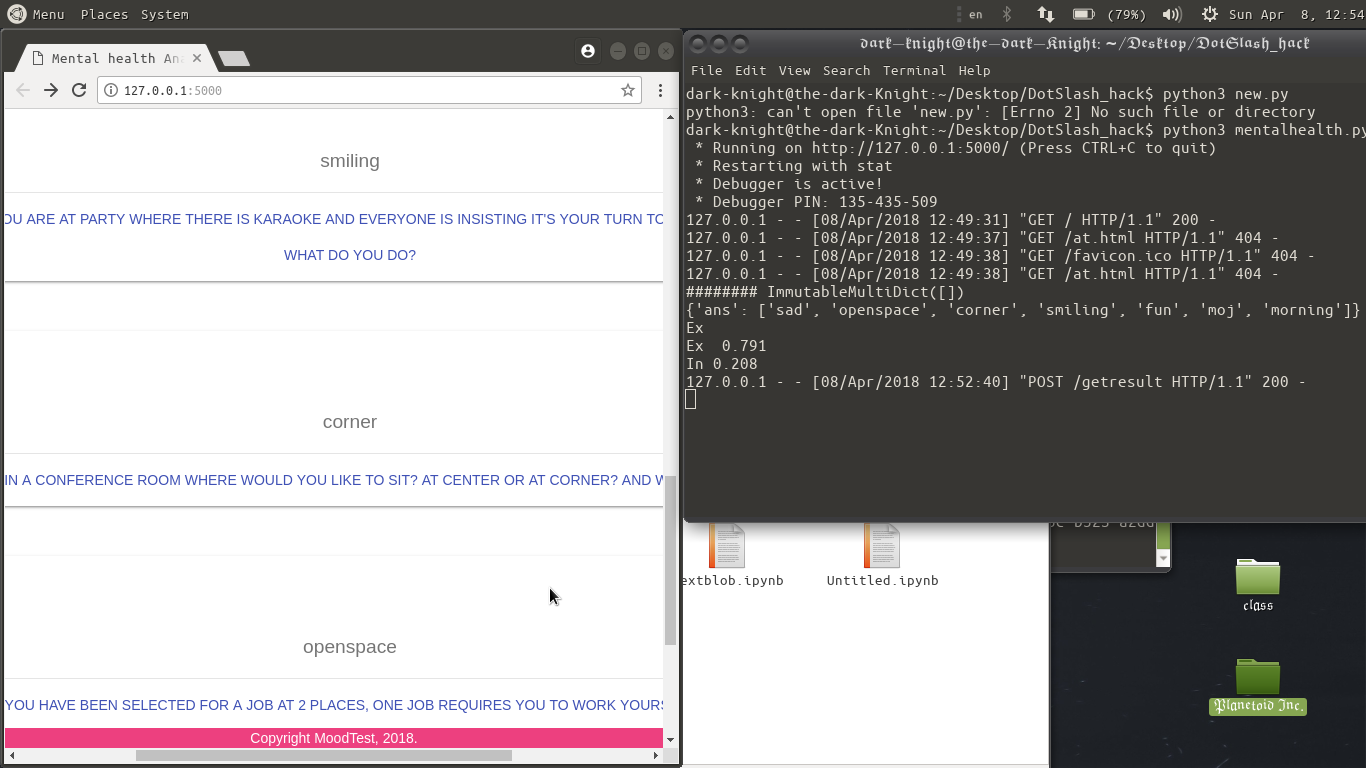 Menu Places System
en (79%) Sun Apr 8, 12:54
Mental health An
127.0.0.1:5000
smiling
OU ARE AT PARTY WHERE THERE IS KARAOKE AND EVERYONE IS INSISTING IT'S YOUR TURN TO
WHAT DO YOU DO?
corner
IN A CONFERENCE ROOM WHERE WOULD YOU LIKE TO SIT? AT CENTER OR AT CORNER? AND W
openspace
YOU HAVE BEEN SELECTED FOR A JOB AT 2 PLACES, ONE JOB REQUIRES YOU TO WORK YOURS
Copyright MoodTest, 2018.
dark-knight@the-dark-Knight: ~/Desktop/DotSlash_hack
File Edit View Search Terminal Help
dark-knight@the-dark-Knight:~/Desktop/DotSlash_hack$ python3 new.py
python3: can't open file 'new.py': [Errno 2] No such file or directory
dark-knight@the-dark-Knight:~/Desktop/DotSlash_hack$ python3 mentalhealth.py
* Running on http://127.0.0.1:5000/ (Press CTRL+C to quit)
* Restarting with stat
* Debugger is active!
* Debugger PIN: 135-435-509
127.0.0.1 - - [08/Apr/2018 12:49:31] "GET / HTTP/1.1" 200 -
127.0.0.1 - - [08/Apr/2018 12:49:37] "GET /at.html HTTP/1.1" 404 -
127.0.0.1 - - [08/Apr/2018 12:49:38] "GET /favicon.ico HTTP/1.1" 404 -
127.0.0.1 - - [08/Apr/2018 12:49:38] "GET /at.html HTTP/1.1" 404 -
######## ImmutableMultiDict([])
{'ans': ['sad', 'openspace', 'corner', 'smiling', 'fun', 'moj', 'morning']}
Ex
Ex 0.791
In 0.208
127.0.0.1 - - [08/Apr/2018 12:52:40] "POST /getresult HTTP/1.1" 200 -
extblob.ipynb
Untitled.ipynb
class
Planetoid Inc.